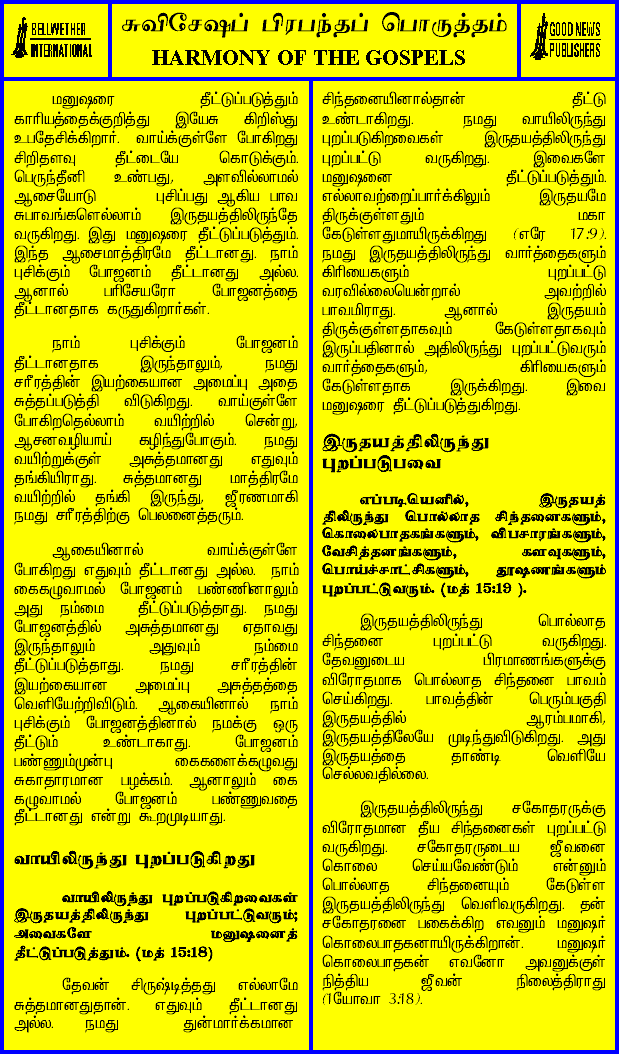 BELLWETHER
INTERNATIONAL
சுவிசேஷப் பிரபந்தப் பொருத்தம்
HARMONY OF THE GOSPELS
GOOD NEWS
PUBLISHERS
மனுஷரை தீட்டுப்படுத்தும்
காரியத்தைக்குறித்து இயேசு கிறிஸ்து
உபதேசிக்கிறார். வாய்க்குள்ளே போகிறது
சிறிதளவு தீட்டையே கொடுக்கும்.
பெருந்தீனி உண்பது, அளவில்லாமல்
ஆசையோடு புசிப்பது ஆகிய பாவ
சுபாவங்களெல்லாம் இருதயத்திலிருந்தே
வருகிறது. இது மனுஷரை தீட்டுப்படுத்தும்.
இந்த ஆசைமாத்திரமே தீட்டானது. நாம்
புசிக்கும் போஜனம் தீட்டானது அல்ல.
ஆனால் பரிசேயரோ போஜனத்தை
தீட்டானதாக கருதுகிறார்கள்.
நாம் புசிக்கும் போஜனம்
தீட்டானதாக இருந்தாலும், நமது
சரீரத்தின் இயற்கையான அமைப்பு அதை
சுத்தப்படுத்தி விடுகிறது. வாய்குள்ளே
போகிறதெல்லாம் வயிற்றில் சென்று,
ஆசனவழியாய் கழிந்துபோகும். நமது
வயிற்றுக்குள் அசுத்தமானது எதுவும்
தங்கியிராது. சுத்தமானது மாத்திரமே
வயிற்றில் தங்கி இருந்து, ஜீரணமாகி
நமது சரீரத்திற்கு பெலனைத்தரும்.
ஆகையினால் வாய்க்குள்ளே
போகிறது எதுவும் தீட்டானது அல்ல. நாம்
கைகழுவாமல் போஜனம் பண்ணினாலும்
அது நம்மை தீட்டுப்படுத்தாது. நமது
போஜனத்தில் அசுத்தமானது ஏதாவது
இருந்தாலும் அதுவும் நம்மை
தீட்டுப்படுத்தாது. நமது சரீரத்தின்
இயற்கையான அமைப்பு அசுத்தத்தை
வெளியேற்றிவிடும். ஆகையினால் நாம்
புசிக்கும் போஜனத்தினால் நமக்கு ஒரு
தீட்டும் உண்டாகாது. போஜனம்
பண்ணும்முன்பு கைகளைக்கழுவது
சுகாதாரமான பழக்கம். ஆனாலும் கை
கழுவாமல் போஜனம் பண்ணுவதை
தீட்டானது என்று கூறமுடியாது.
வாயிலிருந்து புறப்படுகிறது
வாயிலிருந்து புறப்படுகிறவைகள்
இருதயத்திலிருந்து புறப்பட்டுவரும்;
அவைகளே மனுஷனைத்
தீட்டுப்படுத்தும். (மத் 15:18)
தேவன் சிருஷ்டித்தது எல்லாமே
சுத்தமானதுதான். எதுவும் தீட்டானது
அல்ல. நமது துன்மார்க்கமான
சிந்தனையினால்தான் தீட்டு
உண்டாகிறது. நமது வாயிலிருந்து
புறப்படுகிறவைகள் இருதயத்திலிருந்து
புறப்பட்டு வருகிறது. இவைகளே
மனுஷனை தீட்டுப்படுத்தும்.
எல்லாவற்றைப்பார்க்கிலும் இருதயமே
திருக்குள்ளதும் மகா
கேடுள்ளதுமாயிருக்கிறது (எரே 17:9).
நமது இருதயத்திலிருந்து வார்த்தைகளும்
கிரியைகளும் புறப்பட்டு
வரவில்லையென்றால் அவற்றில்
பாவமிராது. ஆனால் இருதயம்
திருக்குள்ளதாகவும் கேடுள்ளதாகவும்
இருப்பதினால் அதிலிருந்து புறப்பட்டுவரும்
வார்த்தைகளும், கிரியைகளும்
கேடுள்ளதாக இருக்கிறது. இவை
மனுஷரை தீட்டுப்படுத்துகிறது.
இருதயத்திலிருந்து
புறப்படுபவை
எப்படியெனில், இருதயத்
திலிருந்து பொல்லாத சிந்தனைகளும்,
கொலைபாதகங்களும், விபசாரங்களும்,
வேசித்தனங்களும், களவுகளும்,
பொய்ச்சாட்சிகளும், தூஷணங்களும்
புறப்பட்டுவரும். (மத் 15:19 ).
இருதயத்திலிருந்து பொல்லாத
சிந்தனை புறப்பட்டு வருகிறது.
தேவனுடைய பிரமாணங்களுக்கு
விரோதமாக பொல்லாத சிந்தனை பாவம்
செய்கிறது. பாவத்தின் பெரும்பகுதி
இருதயத்தில் ஆரம்பமாகி,
இருதயத்திலேயே முடிந்துவிடுகிறது. அது
இருதயத்தை தாண்டி வெளியே
செல்லவதில்லை.
இருதயத்திலிருந்து சகோதரருக்கு
விரோதமான தீய சிந்தனைகள் புறப்பட்டு
வருகிறது. சகோதரருடைய ஜீவனை
கொலை செய்யவேண்டும் என்னும்
பொல்லாத சிந்தனையும் கேடுள்ள
இருதயத்திலிருந்து வெளிவருகிறது. தன்
சகோதரனை பகைக்கிற எவனும் மனுஷர்
கொலைபாதகனாயிருக்கிறான். மனுஷர்
கொலைபாதகன் எவனோ அவனுக்குள்
நித்திய ஜீவன் நிலைத்திராது
(1யோவா 3:18).